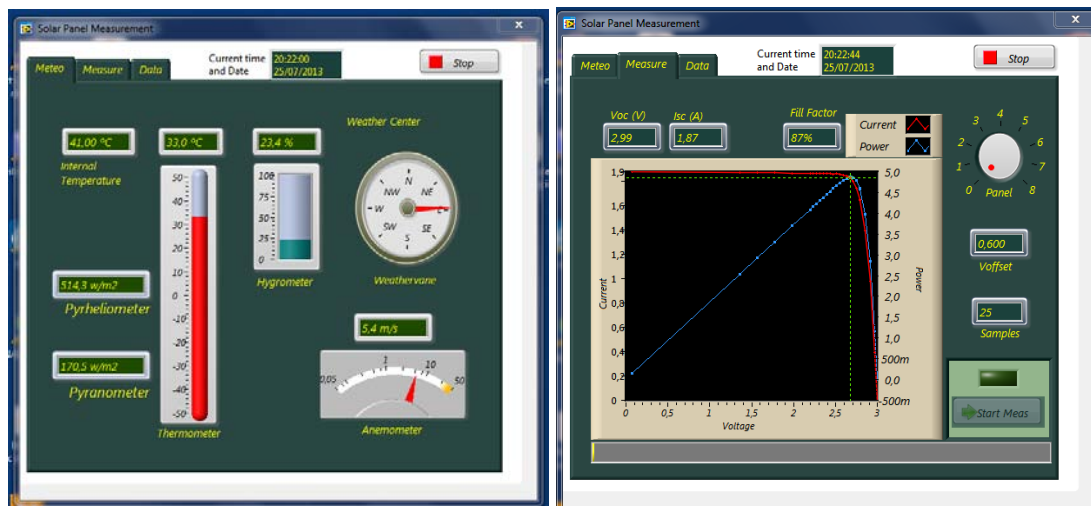 Solar Panel Measurement
x
Current time
and Date
20:22:00
25/07/2013
Stop
Meteo
Measure
Data
41,00 ºC
Internal
Temperature
33,0 ºC
50
40
30
20
10
0
-10
-20
-30
-40
-50
Thermometer
23,4 %
100
75
50
25
0
Hygrometer
Weather Center
N
NE
SE
S
SW
W
NW
Weathervane
514,3 w/m2
Pyrheliometer
170,5 w/m2
Pyranometer
5,4 m/s
0,05
1
10
50
Anemometer
Solar Panel Measurement
x
Current time
and Date
20:22:44
25/07/2013
Stop
Meteo
Measure
Data
Voc (V)
2,99
Isc (A)
1,87
Fill Factor
87%
Current
Power
0
1
2
3
4
5
6
7
8
Panel
1,9
1,6
1,4
1,2
1
0,8
0,6
0,4
0,2
0
Current
5,0
4,5
4,0
3,5
3,0
2,5
2,0
1,5
1,0
500m
0,0
-500m
Power
0
0,5
1
1,5
2
2,5
3
Voltage
0,600
Voffset
25
Samples
Start Meas